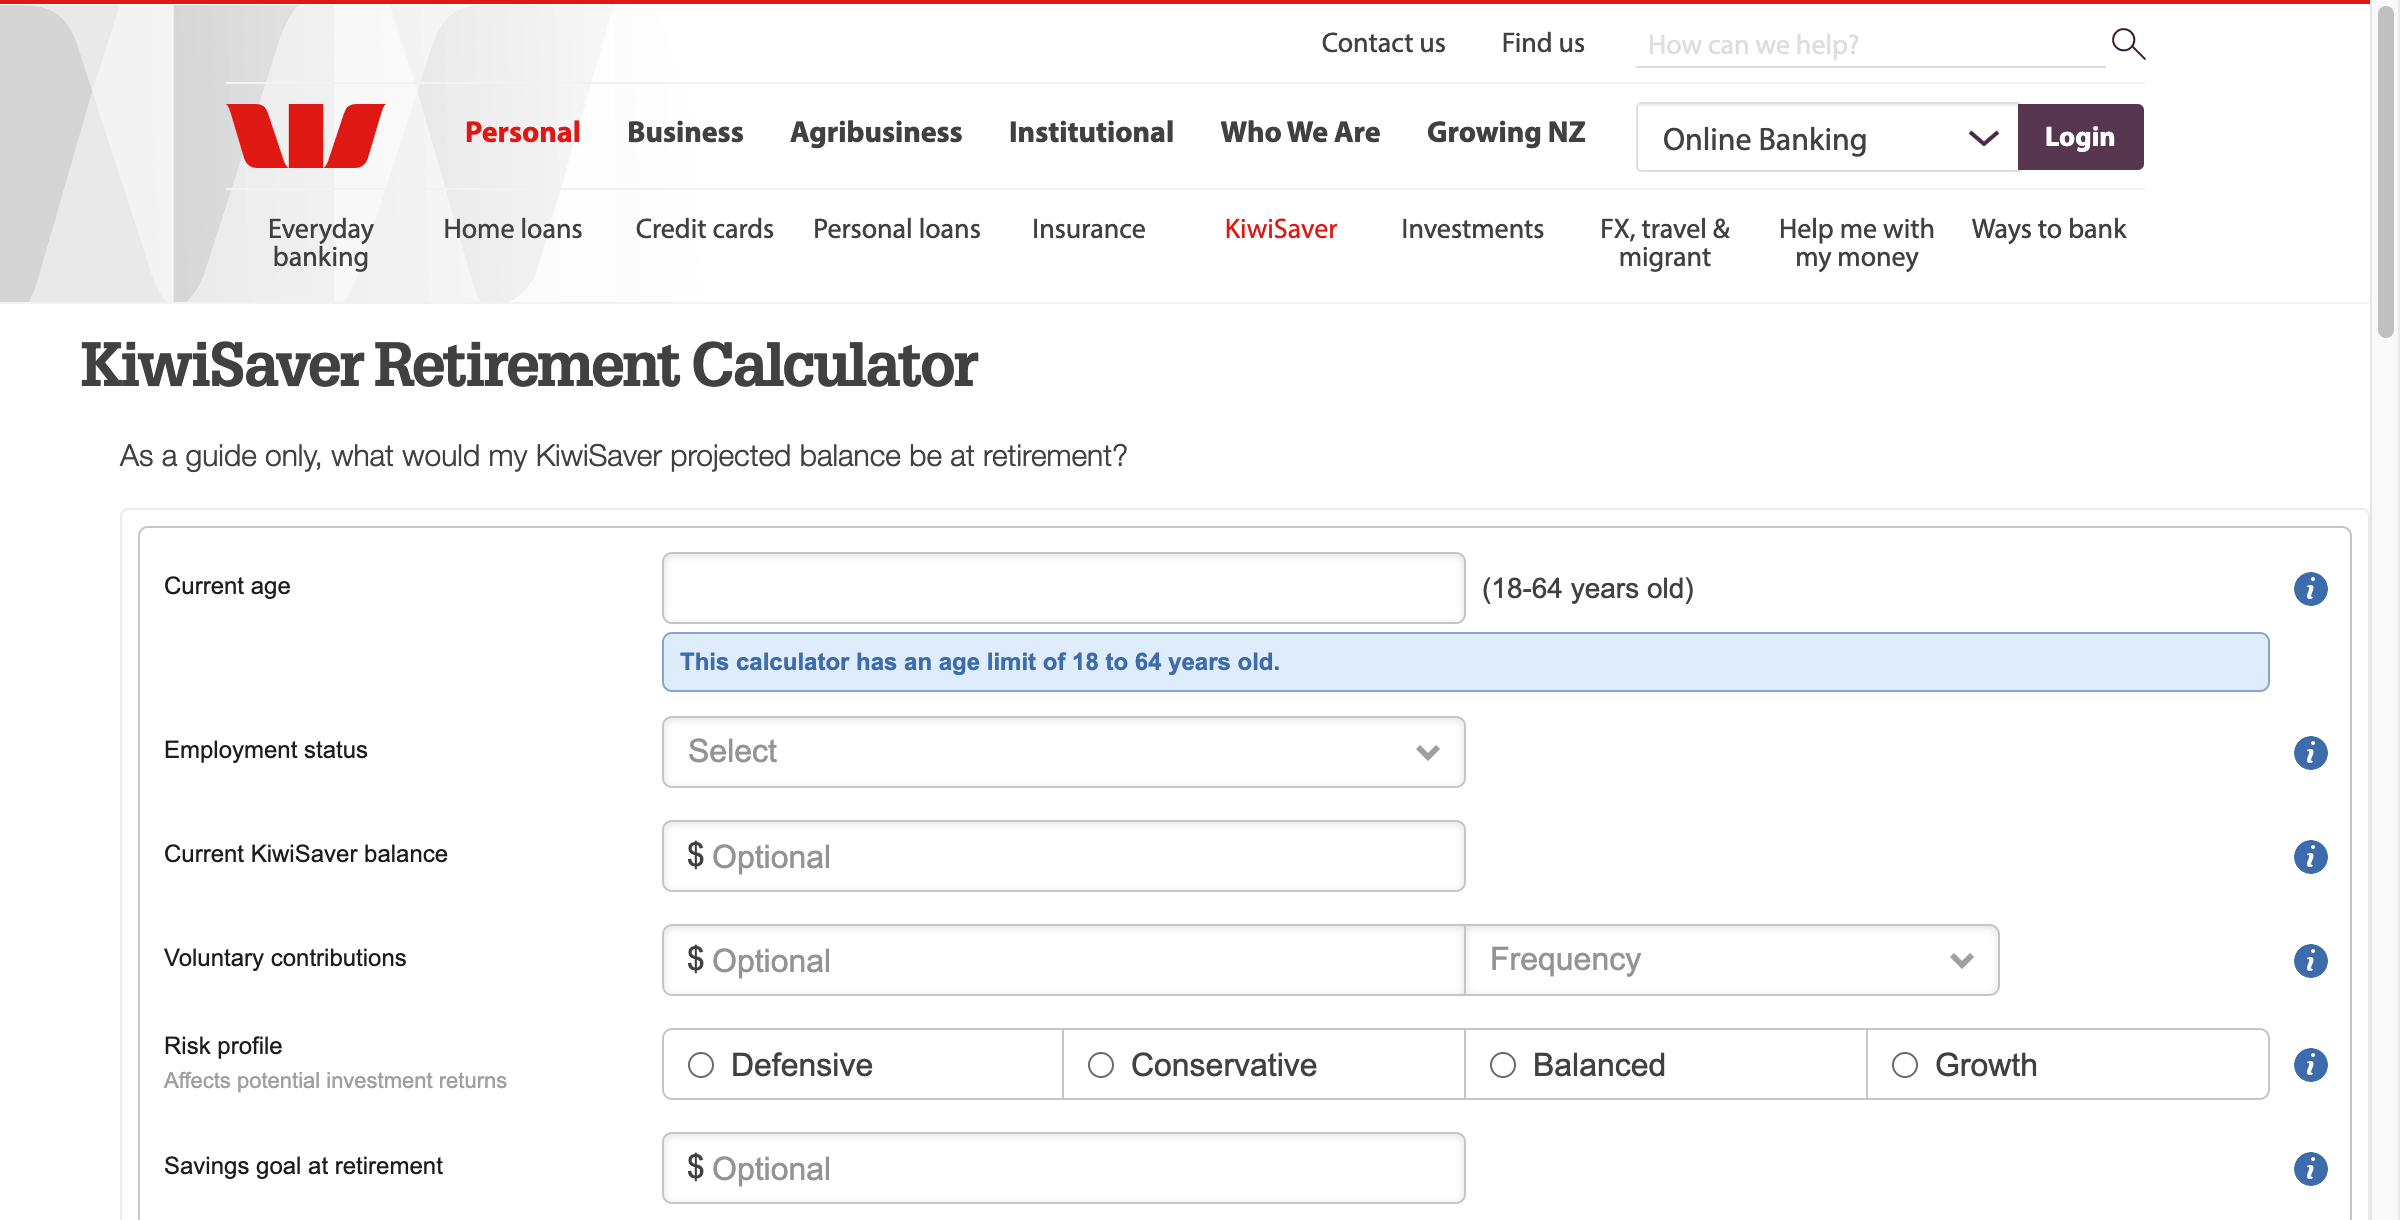 Contact us
Find us
How can we help?
Personal
Business
Agribusiness
Institutional
Who We Are
Growing NZ
Online Banking
Login
Everyday
banking
Home loans
Credit cards
Personal loans
Insurance
KiwiSaver
Investments
FX, travel &
migrant
Help me with
my money
Ways to bank
KiwiSaver Retirement Calculator
As a guide only, what would my KiwiSaver projected balance be at retirement?
Current age
(18-64 years old)
i
This calculator has an age limit of 18 to 64 years old.
Employment status
Select
i
Current KiwiSaver balance
$ Optional
i
Voluntary contributions
$ Optional
Frequency
i
Risk profile
Affects potential investment returns
Defensive
Conservative
Balanced
Growth
i
Savings goal at retirement
$ Optional
i